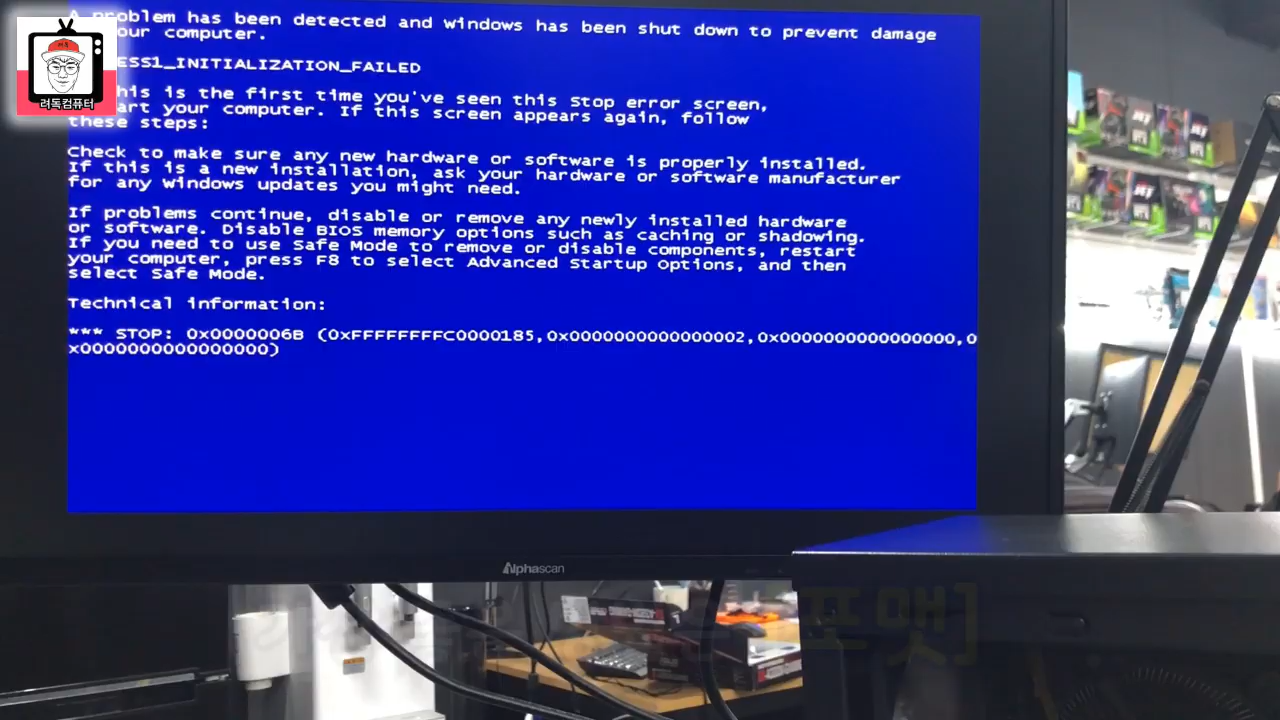 A problem has been detected and windows has been shut down to prevent damage
our computer.
ESS1_INITIALIZATION_FAILED
his is the first time you've seen this Stop error screen,
art your computer. If this screen appears again, follow
these steps:
Check to make sure any new hardware or software is properly installed.
If this is a new installation, ask your hardware or software manufacturer
for any Windows updates you might need.
If problems continue, disable or remove any newly installed hardware
or software. Disable BIOS memory options such as caching or shadowing.
If you need to use Safe Mode to remove or disable components, restart
your computer, press F8 to select Advanced Startup Options, and then
select Safe Mode.
Technical information:
*** STOP: 0x0000006B (0xFFFFFFFFC0000185,0x0000000000000002,0x0000000000000000,0
x0000000000000000)
려독컴퓨터
Alphascan
포맷]